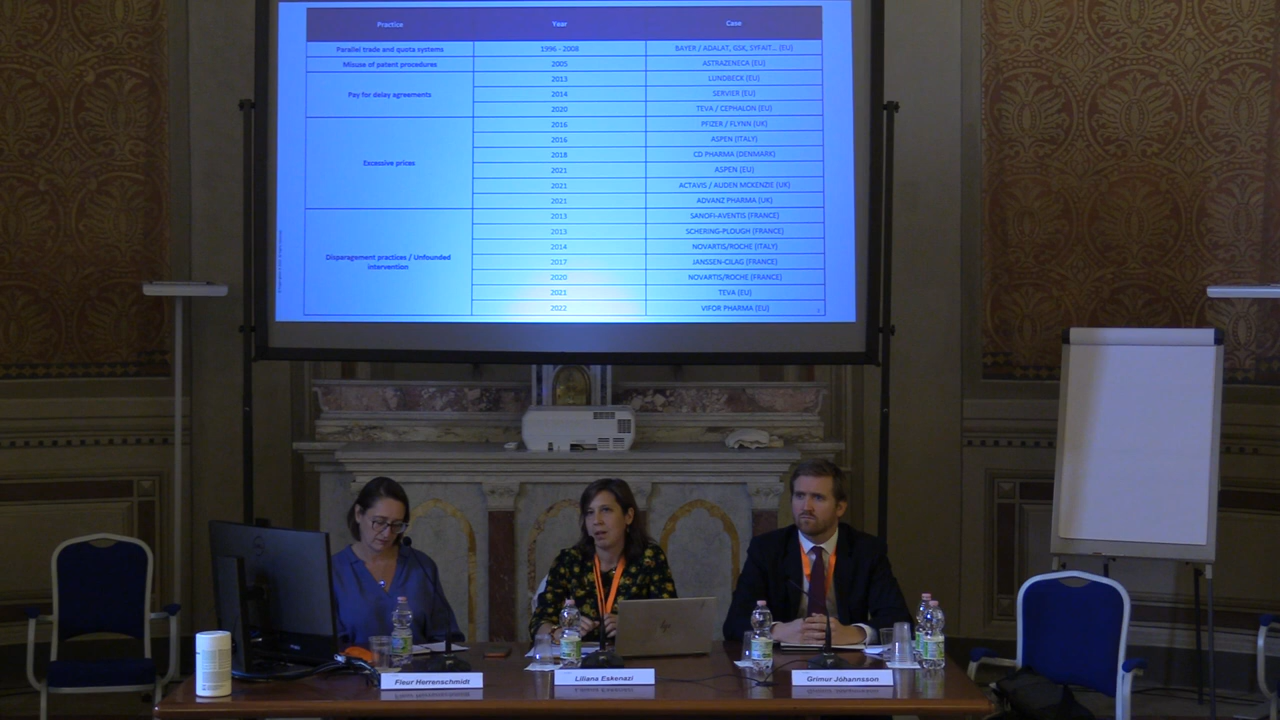 Practice Year Case
Parallel trade and quota systems 1996 - 2008 BAYER / ADALAT, GSK, SYFAIT... (EU)
Misuse of patent procedures 2005 ASTRAZENECA (EU)
Pay for delay agreements 2013 LUNDBECK (EU)
2014 SERVIER (EU)
2020 TEVA / CEPHALON (EU)
Excessive prices 2016 PFIZER / FLYNN (UK)
2016 ASPEN (ITALY)
2018 CD PHARMA (DENMARK)
2021 ASPEN (EU)
2021 ACTAVIS / AUDEN MCKENZIE (UK)
2021 ADVANZ PHARMA (UK)
Disparagement practices / Unfounded
intervention
2013 SANOFI-AVENTIS (FRANCE)
2013 SCHERING-PLOUGH (FRANCE)
2014 NOVARTIS/ROCHE (ITALY)
2017 JANSSEN-CILAG (FRANCE)
2020 NOVARTIS/ROCHE (FRANCE)
2021 TEVA (EU)
2022 VIFOR PHARMA (EU)
Fleur Herrenschmidt
Liliana Eskenazi
Grímur Jóhannsson